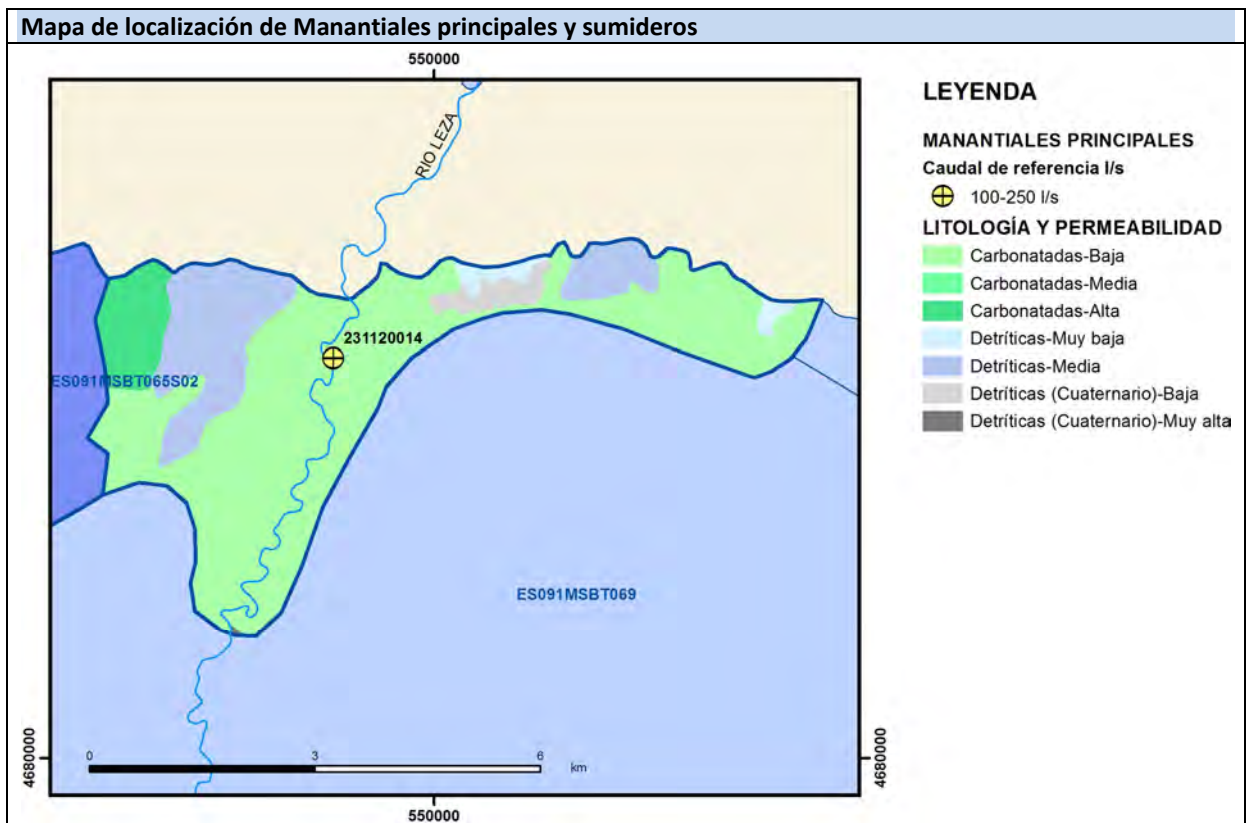 Mapa de localización de Manantiales principales y sumideros
550000
RIO LEZA
231120014
ES091MSBT065S02
ES091MSBT069
4680000
0 3 6 km
4680000
550000
LEYENDA
MANANTIALES PRINCIPALES
Caudal de referencia l/s
100-250 l/s
LITOLOGÍA Y PERMEABILIDAD
Carbonatadas-Baja
Carbonatadas-Media
Carbonatadas-Alta
Detríticas-Muy baja
Detríticas-Media
Detríticas (Cuaternario)-Baja
Detríticas (Cuaternario)-Muy alta